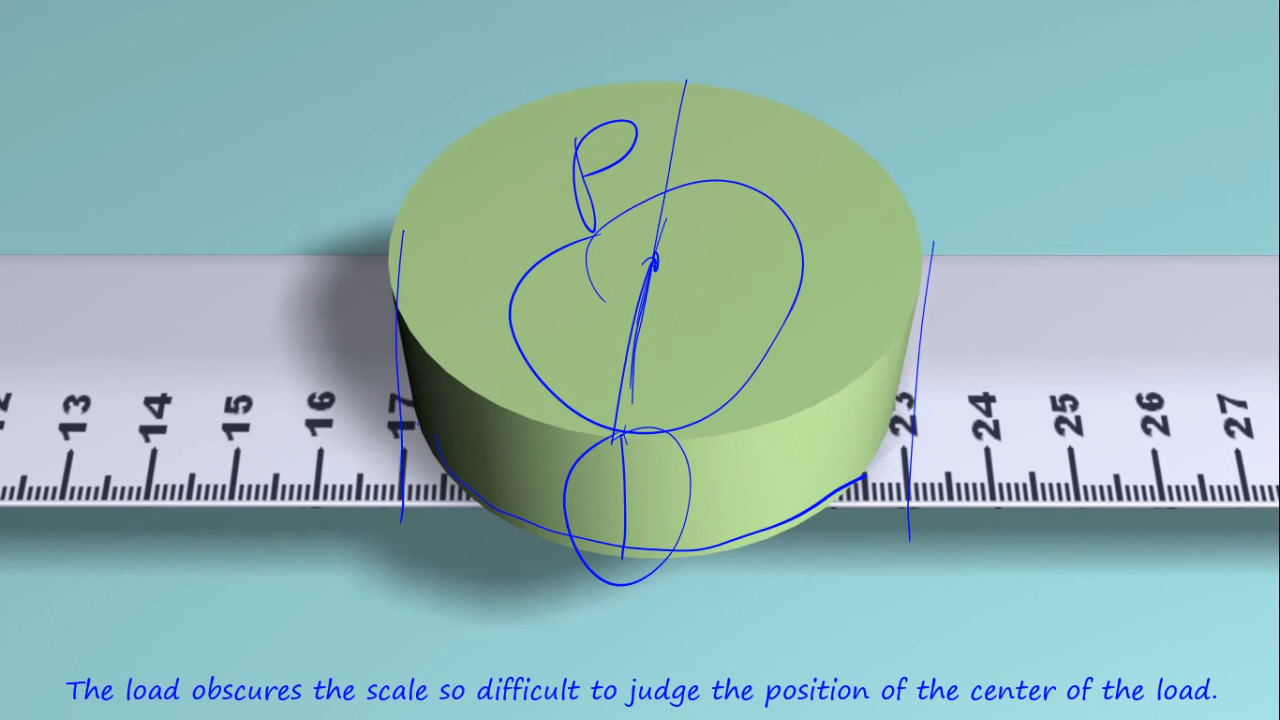 P
12 13 14 15 16 17 23 24 25 26 27
The load obscures the scale so difficult to judge the position of the center of the load.